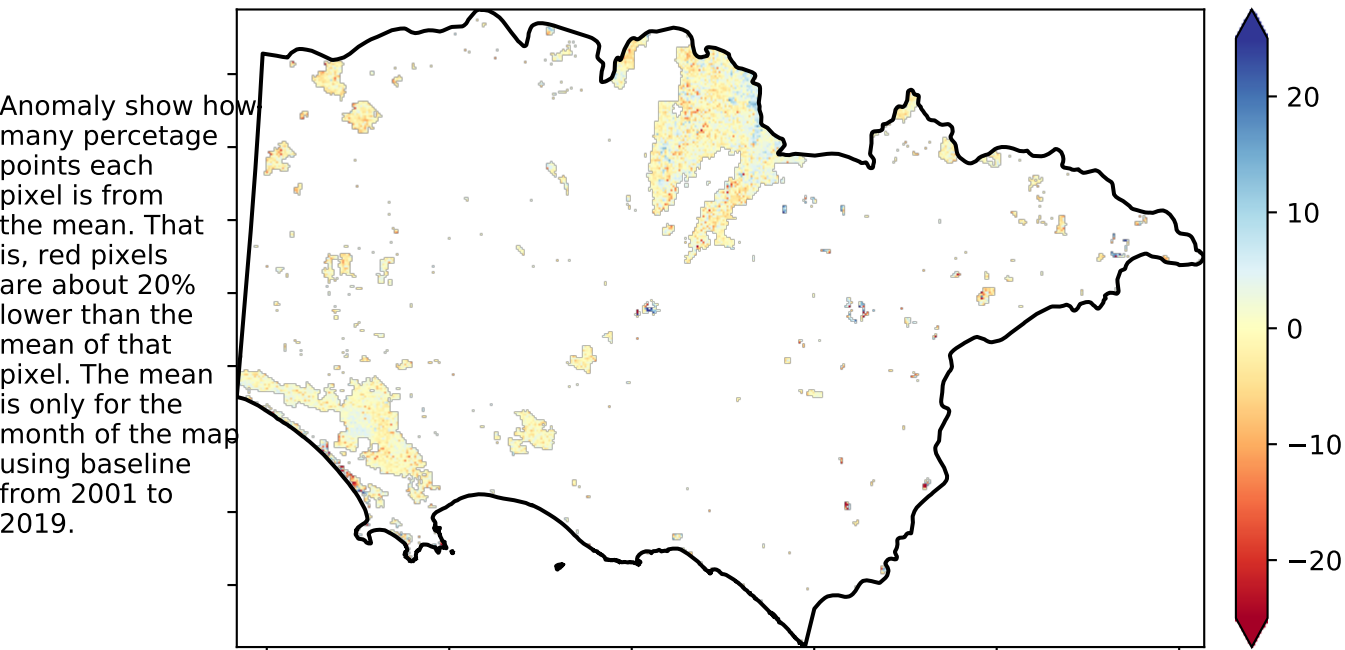 Anomaly show how
many percetage
points each
pixel is from
the mean. That
is, red pixels
are about 20%
lower than the
mean of that
pixel. The mean
is only for the
month of the map
using baseline
from 2001 to
2019.
20
10
0
−10
−20